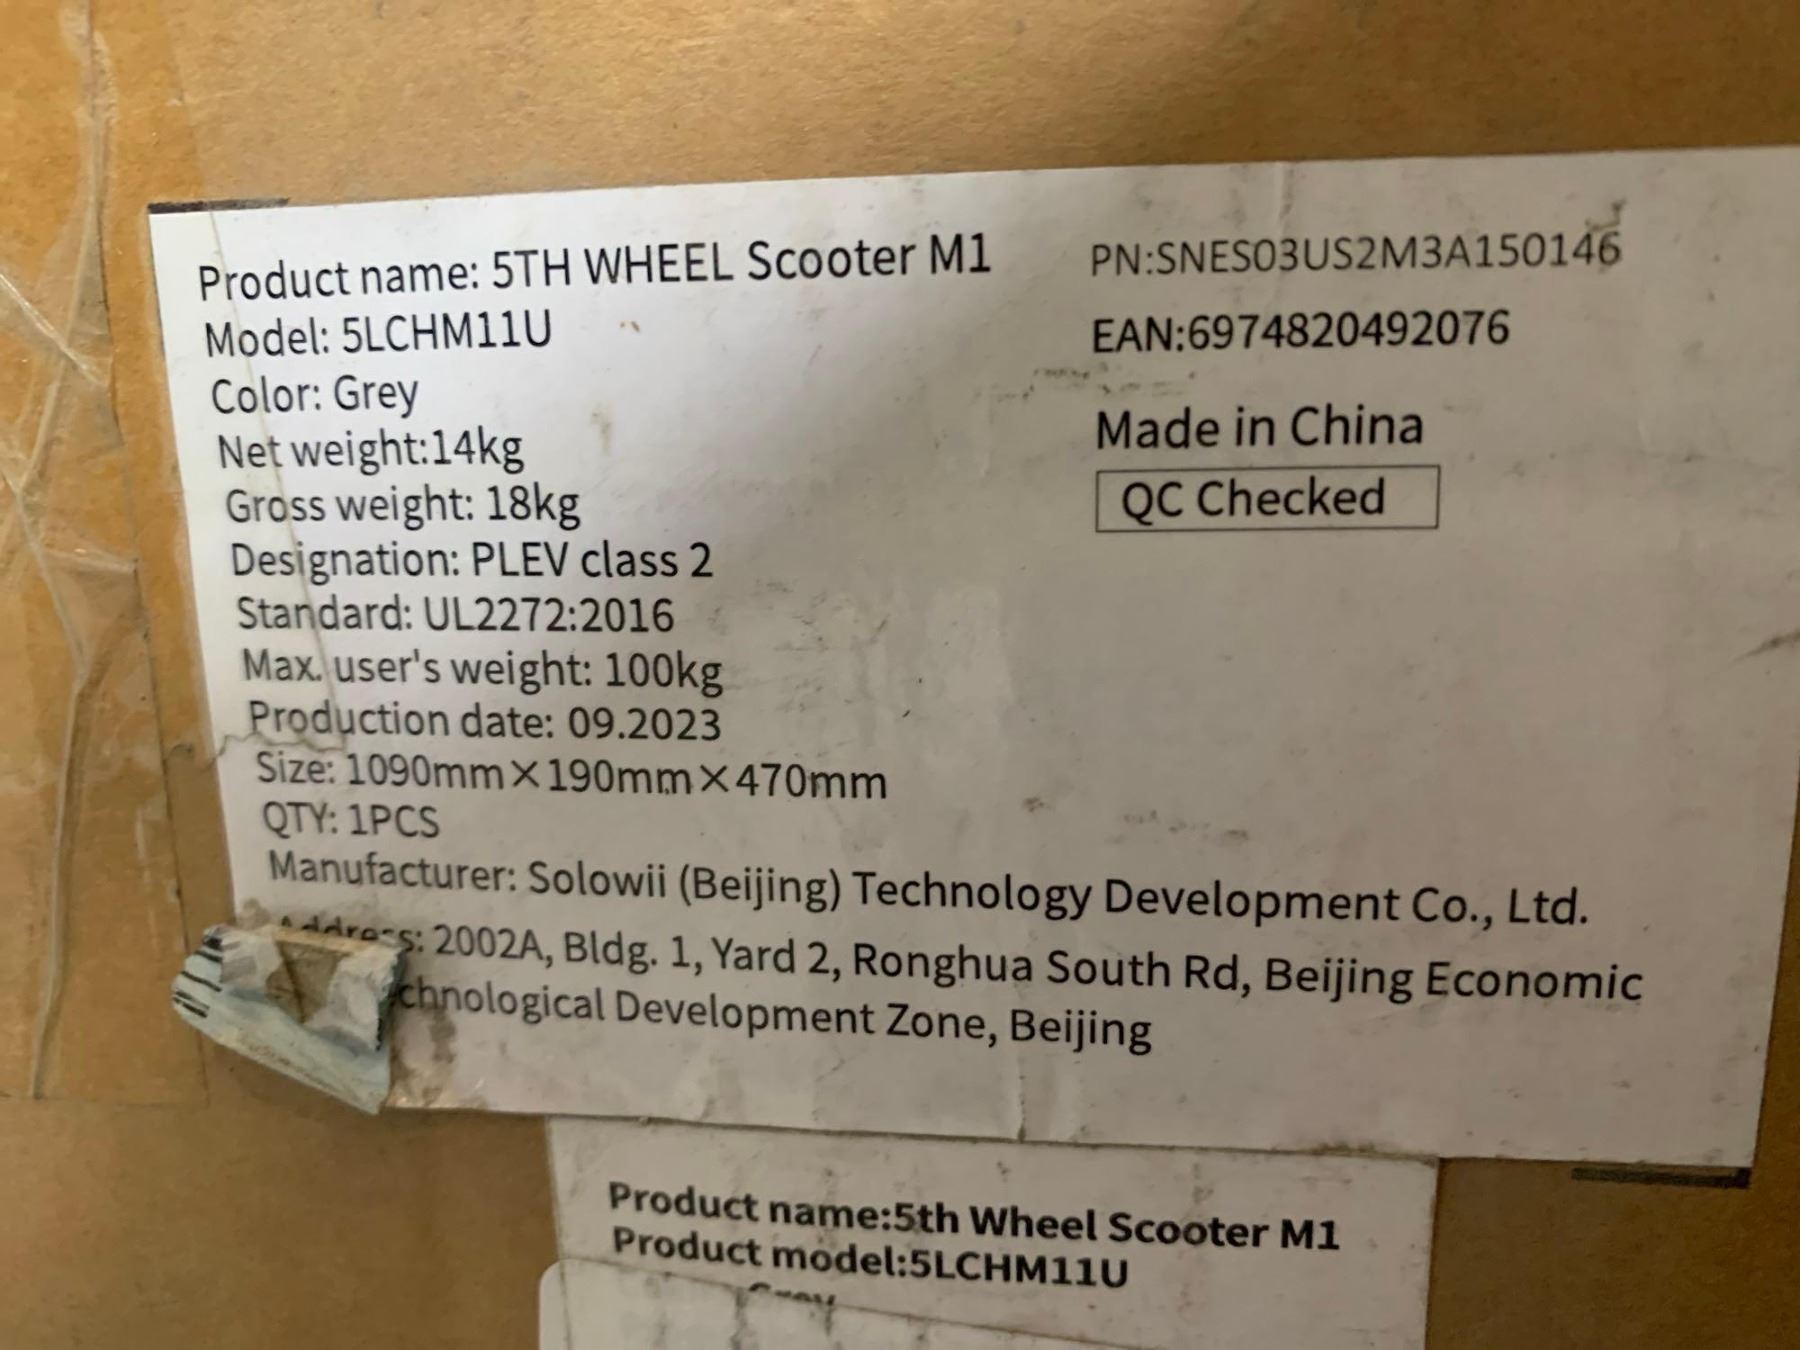 Product name: 5TH WHEEL Scooter M1
Model: 5LCHM11U
Color: Grey
Net weight:14kg
Gross weight: 18kg
Designation: PLEV class 2
Standard: UL2272:2016
Max. user's weight: 100kg
Production date: 09.2023
Size: 1090mm×190mm×470mm
QTY: 1PCS
Manufacturer: Solowii (Beijing) Technology Development Co., Ltd.
Address: 2002A, Bldg. 1, Yard 2, Ronghua South Rd, Beijing Economic
chnological Development Zone, Beijing
PN:SNES03US2M3A150146
EAN:6974820492076
Made in China
QC Checked
Product name:5th Wheel Scooter M1
Product model:5LCHM11U